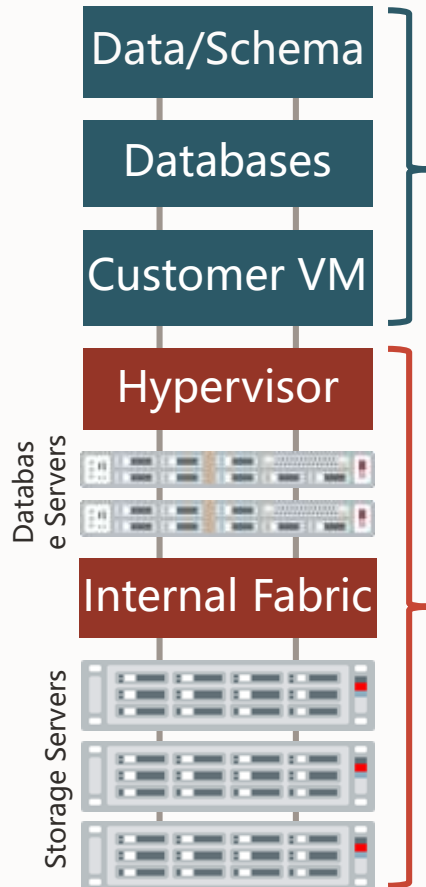 Data/Schema
Databases
Customer VM
Hypervisor
Databas
e Servers
Internal Fabric
Storage Servers